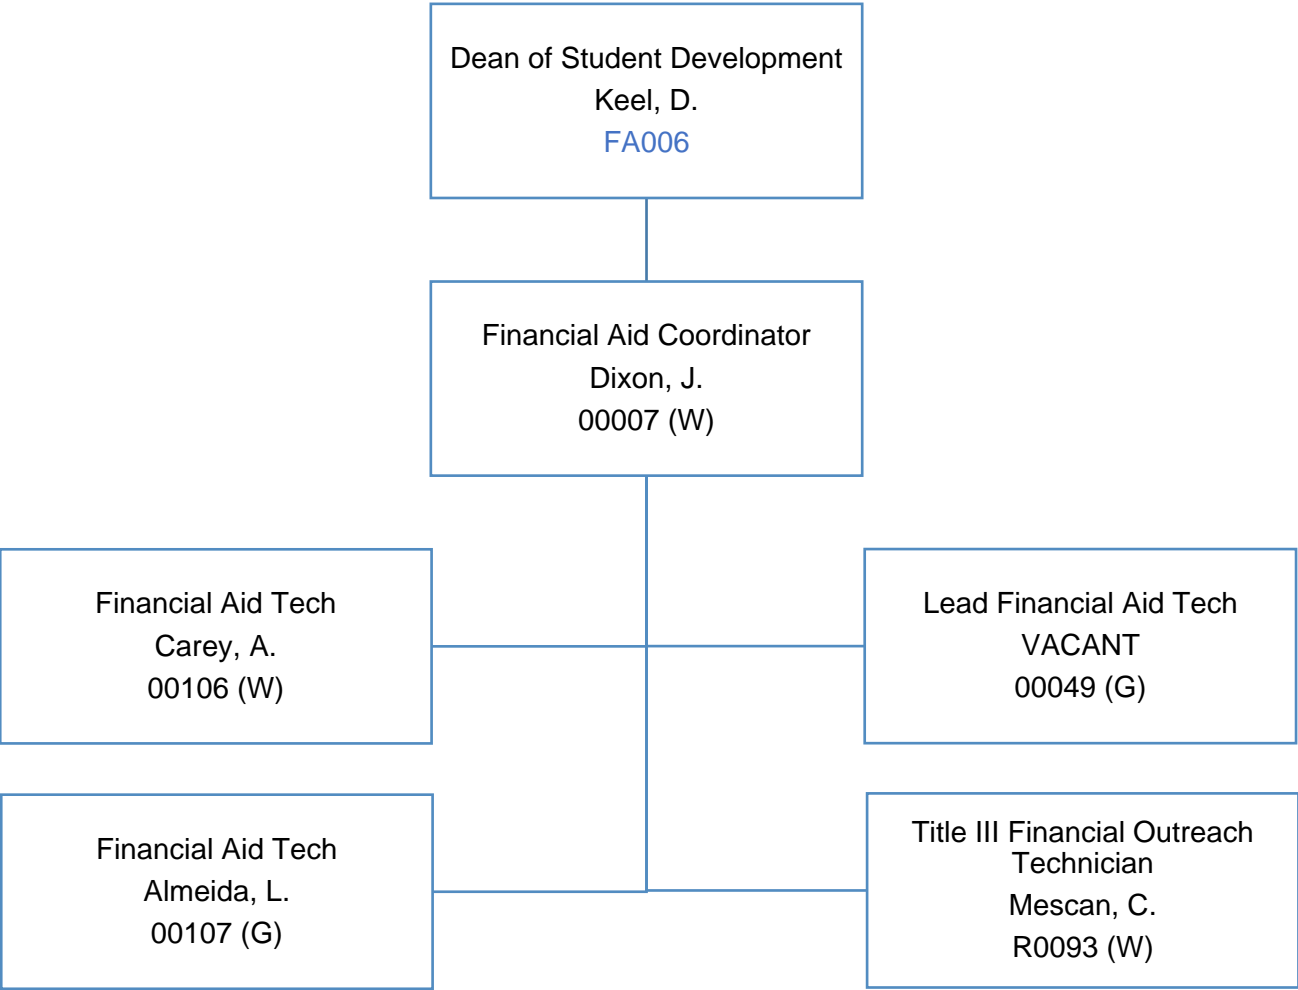 Dean of Student Development
Keel, D.
FA006
Financial Aid Coordinator
Dixon, J.
00007 (W)
Financial Aid Tech
Carey, A.
00106 (W)
Lead Financial Aid Tech
VACANT
00049 (G)
Financial Aid Tech
Almeida, L.
00107 (G)
Title III Financial Outreach
Technician
Mescan, C.
R0093 (W)